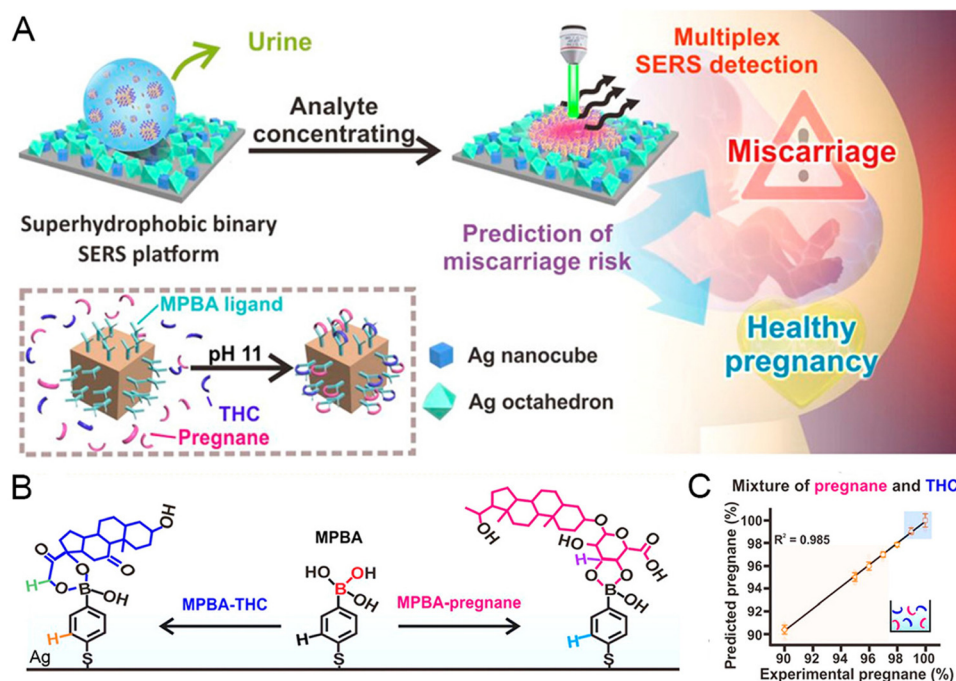 A
Urine
Analyte
concentrating
Multiplex
SERS detection
Miscarriage
Superhydrophobic binary
SERS platform
Prediction of
miscarriage risk
MPBA ligand
pH 11
THC
Pregnane
Ag nanocube
Ag octahedron
Healthy
pregnancy
B
OH
O
O
O
O
H
B
OH
MPBA-THC
H
Ag
S
MPBA
HO
OH
B
OH
H
S
MPBA-pregnane
OH
O
O
HO
O
H
OH
O
O
B
OH
H
S
C
Mixture of pregnane and THC
Predicted pregnane (%)
100
98
96
94
92
90
R² = 0.985
90
92
94
96
98
100
Experimental pregnane (%)